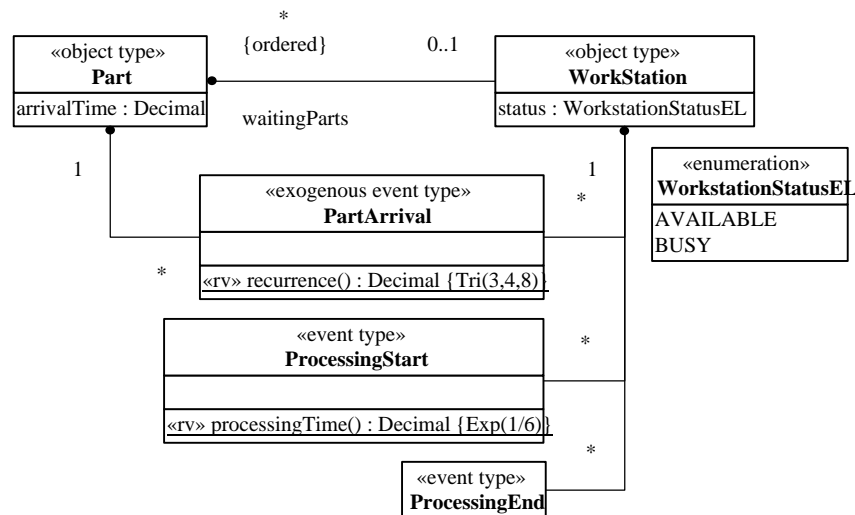 *
{ordered}
0..1
«object type»
Part
arrivalTime : Decimal
«object type»
WorkStation
status : WorkstationStatusEL
waitingParts
1
1
«enumeration»
WorkstationStatusEL
AVAILABLE
BUSY
«exogenous event type»
PartArrival
*
*
«rv» recurrence() : Decimal {Tri(3,4,8)}
«event type»
ProcessingStart
*
«rv» processingTime() : Decimal {Exp(1/6)}
*
«event type»
ProcessingEnd